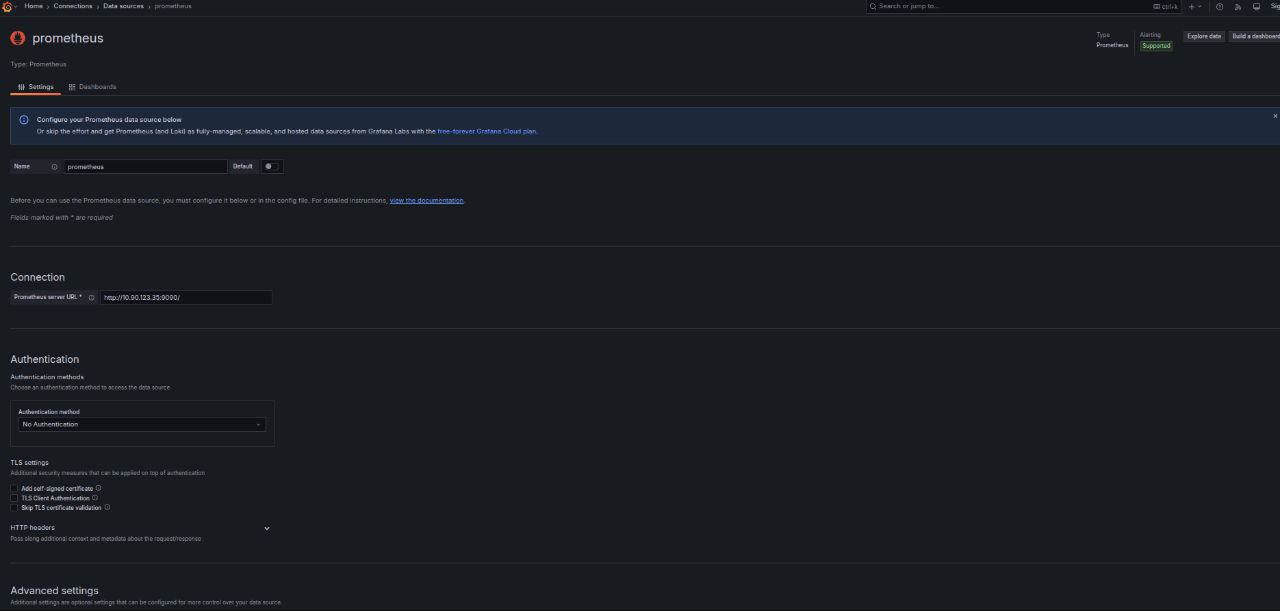 Home › Connections › Data sources › prometheus
Search or jump to...
ctrl+k
prometheus
Type
Prometheus
Alerting
Supported
Explore data
Build a dashboard
Type: Prometheus
Settings
Dashboards
Configure your Prometheus data source below
Or skip the effort and get Prometheus (and Loki) as fully-managed, scalable, and hosted data sources from Grafana Labs with the free-forever Grafana Cloud plan.
Name
prometheus
Default
Before you can use the Prometheus data source, you must configure it below or in the config file. For detailed instructions, view the documentation.
Fields marked with * are required
Connection
Prometheus server URL *
http://10.90.123.35:9090/
Authentication
Authentication methods
Choose an authentication method to access the data source
Authentication method
No Authentication
TLS settings
Additional security measures that can be applied on top of authentication
Add self-signed certificate
TLS Client Authentication
Skip TLS certificate validation
HTTP headers
Pass along additional context and metadata about the request/response
Advanced settings
Additional settings are optional settings that can be configured for more control over your data source